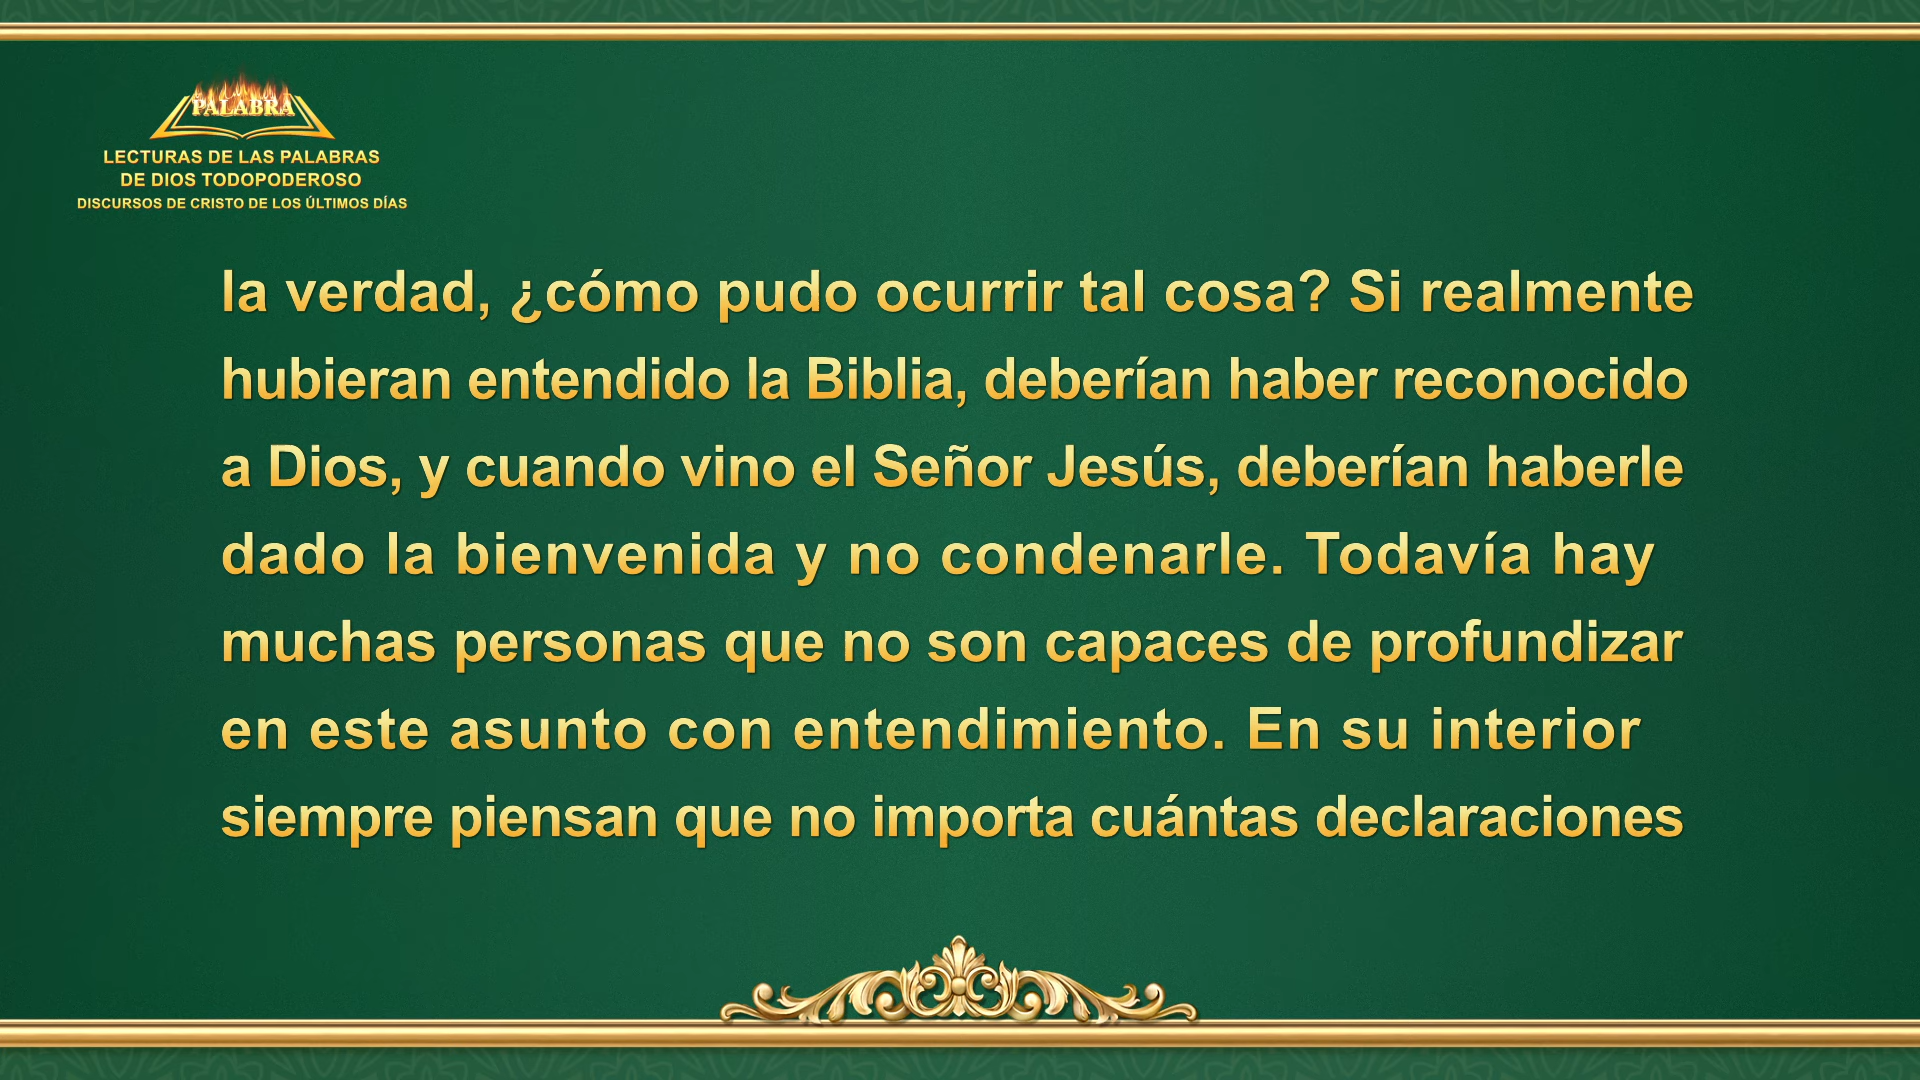 PALABRA
LECTURAS DE LAS PALABRAS
DE DIOS TODOPODEROSO
DISCURSOS DE CRISTO DE LOS ÚLTIMOS DÍAS
la verdad, ¿cómo pudo ocurrir tal cosa? Si realmente
hubieran entendido la Biblia, deberían haber reconocido
a Dios, y cuando vino el Señor Jesús, deberían haberle
dado la bienvenida y no condenarle. Todavía hay
muchas personas que no son capaces de profundizar
en este asunto con entendimiento. En su interior
siempre piensan que no importa cuántas declaraciones